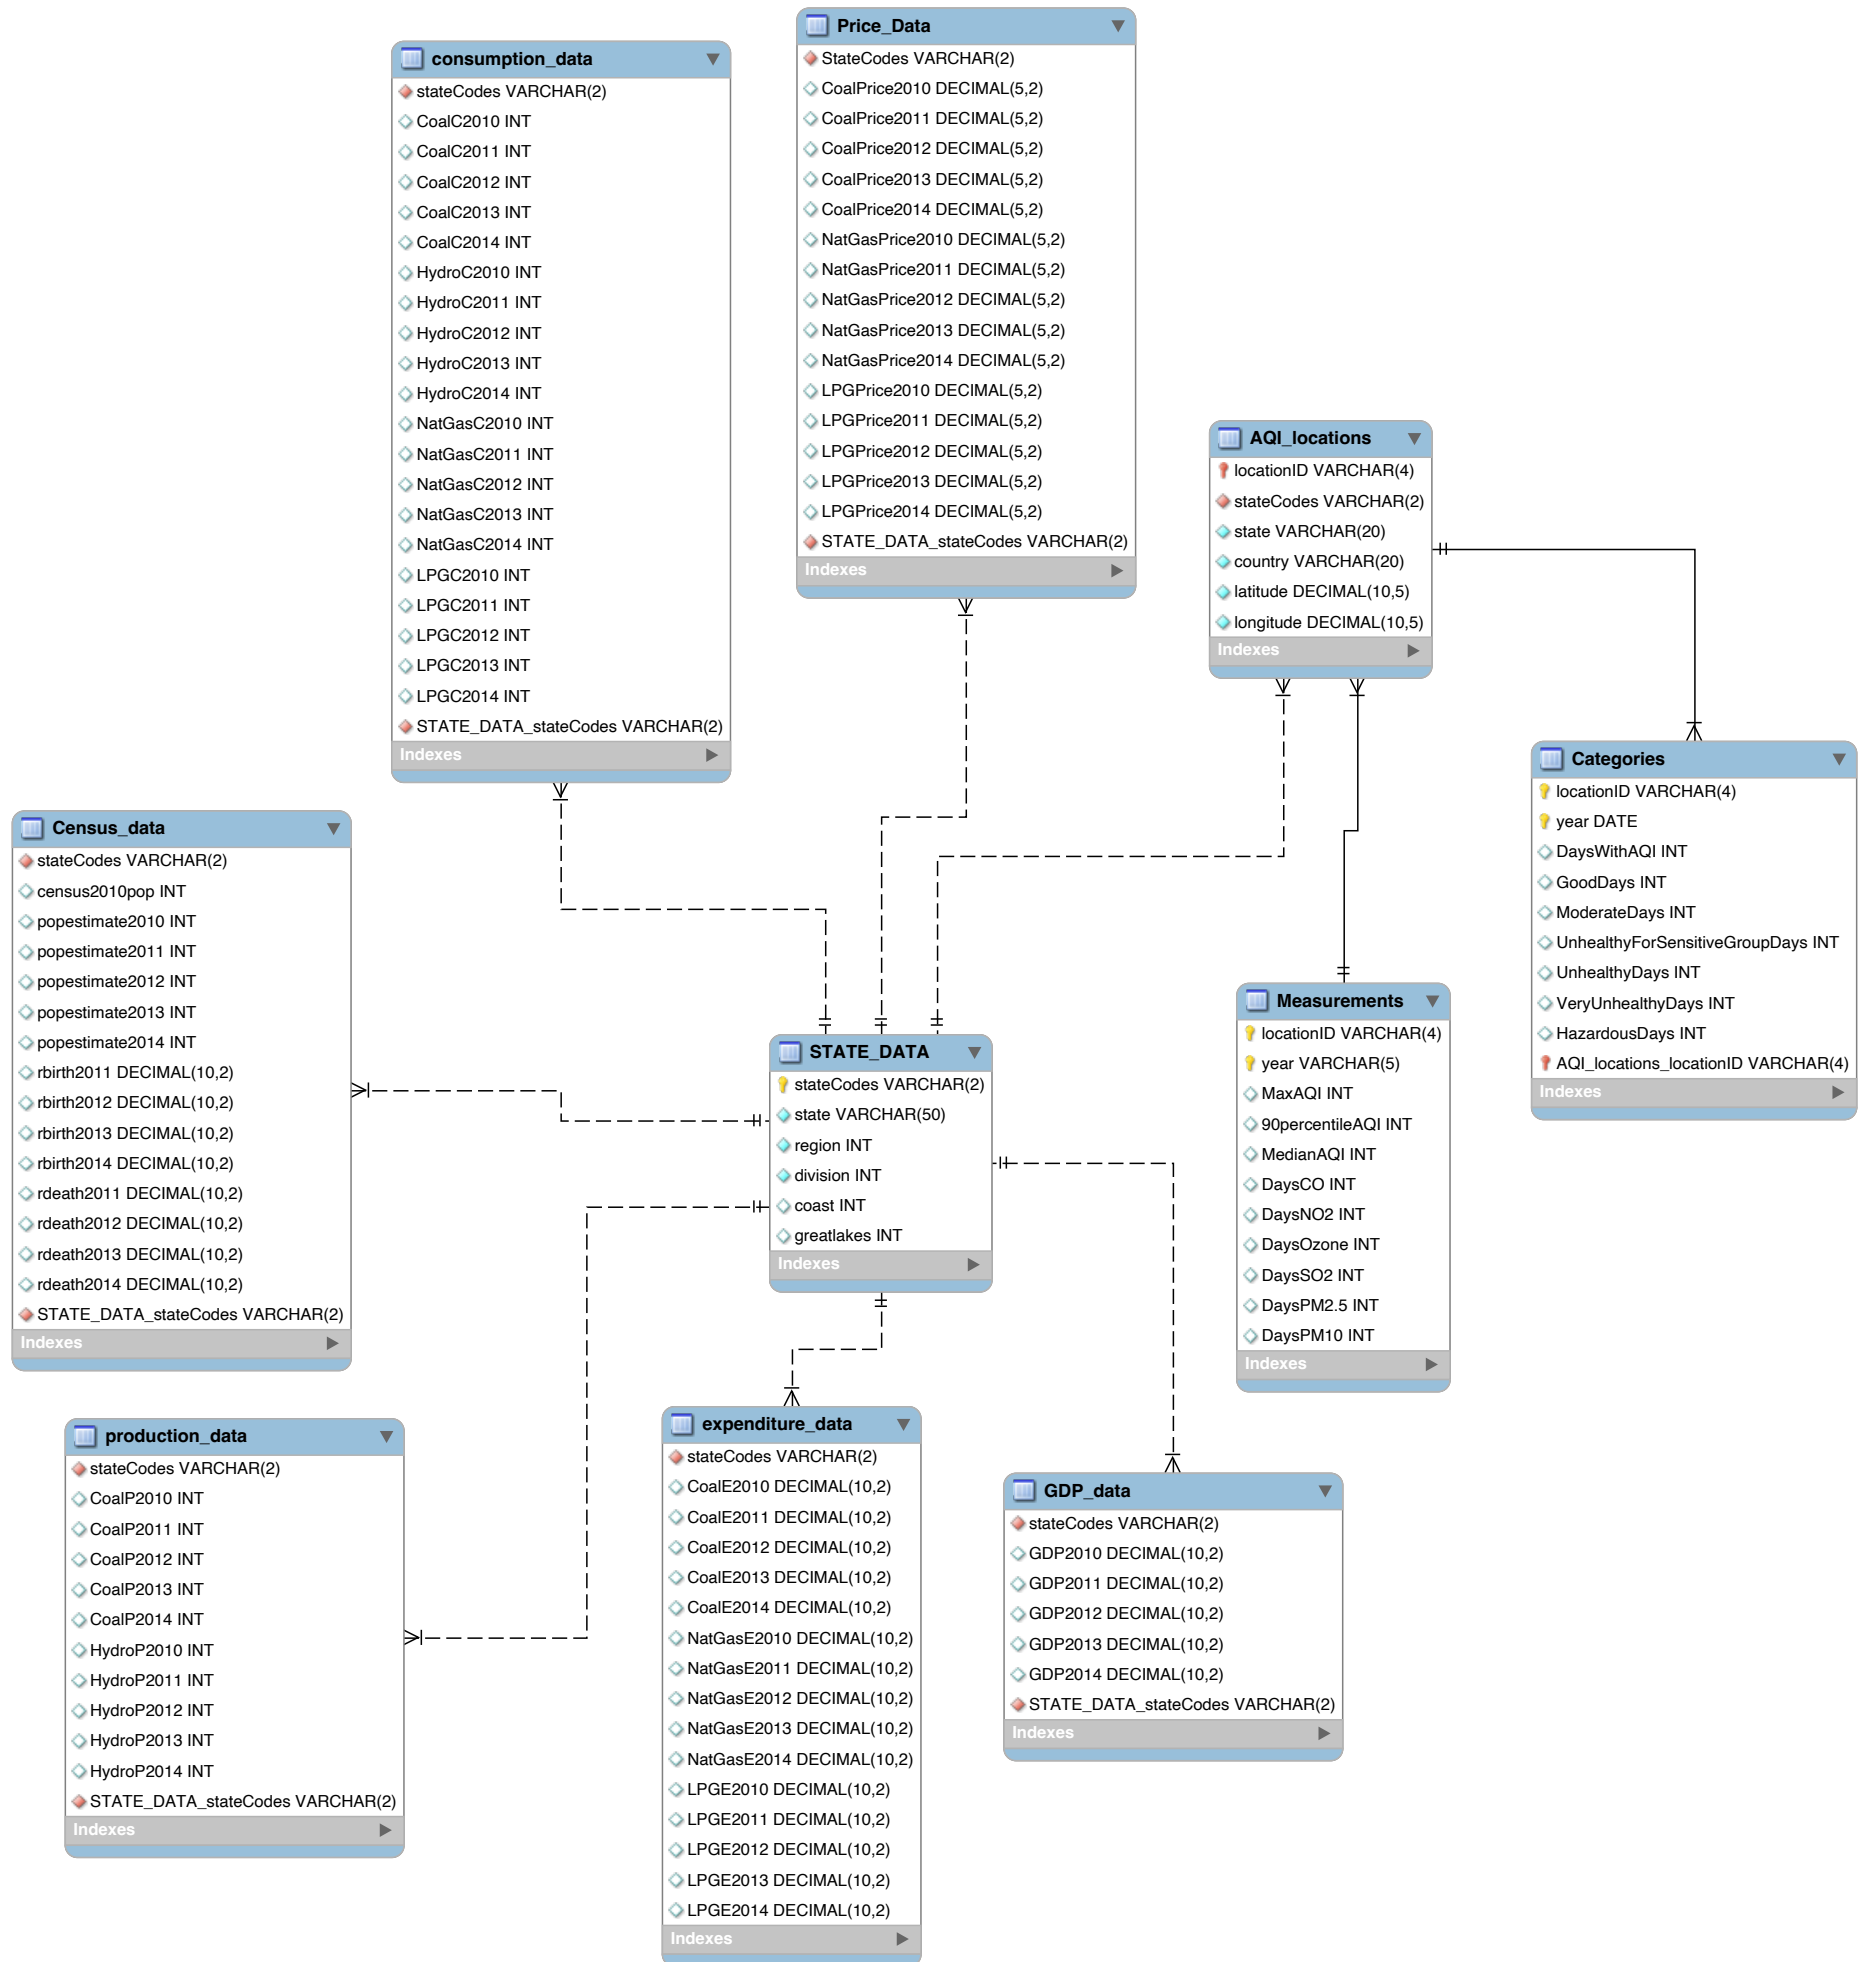 Price_Data
StateCodes VARCHAR(2)
CoalPrice2010 DECIMAL(5,2)
CoalPrice2011 DECIMAL(5,2)
CoalPrice2012 DECIMAL(5,2)
CoalPrice2013 DECIMAL(5,2)
CoalPrice2014 DECIMAL(5,2)
NatGasPrice2010 DECIMAL(5,2)
NatGasPrice2011 DECIMAL(5,2)
NatGasPrice2012 DECIMAL(5,2)
NatGasPrice2013 DECIMAL(5,2)
NatGasPrice2014 DECIMAL(5,2)
LPGPrice2010 DECIMAL(5,2)
LPGPrice2011 DECIMAL(5,2)
LPGPrice2012 DECIMAL(5,2)
LPGPrice2013 DECIMAL(5,2)
LPGPrice2014 DECIMAL(5,2)
STATE_DATA_stateCodes VARCHAR(2)
Indexes
consumption_data
stateCodes VARCHAR(2)
CoalC2010 INT
CoalC2011 INT
CoalC2012 INT
CoalC2013 INT
CoalC2014 INT
HydroC2010 INT
HydroC2011 INT
HydroC2012 INT
HydroC2013 INT
HydroC2014 INT
NatGasC2010 INT
NatGasC2011 INT
NatGasC2012 INT
NatGasC2013 INT
NatGasC2014 INT
LPGC2010 INT
LPGC2011 INT
LPGC2012 INT
LPGC2013 INT
LPGC2014 INT
STATE_DATA_stateCodes VARCHAR(2)
Indexes
AQI_locations
locationID VARCHAR(4)
stateCodes VARCHAR(2)
state VARCHAR(20)
country VARCHAR(20)
latitude DECIMAL(10,5)
longitude DECIMAL(10,5)
Indexes
Categories
locationID VARCHAR(4)
year DATE
DaysWithAQI INT
GoodDays INT
ModerateDays INT
UnhealthyForSensitiveGroupDays INT
UnhealthyDays INT
VeryUnhealthyDays INT
HazardousDays INT
AQI_locations_locationID VARCHAR(4)
Indexes
Census_data
stateCodes VARCHAR(2)
census2010pop INT
popestimate2010 INT
popestimate2011 INT
popestimate2012 INT
popestimate2013 INT
popestimate2014 INT
rbirth2011 DECIMAL(10,2)
rbirth2012 DECIMAL(10,2)
rbirth2013 DECIMAL(10,2)
rbirth2014 DECIMAL(10,2)
rdeath2011 DECIMAL(10,2)
rdeath2012 DECIMAL(10,2)
rdeath2013 DECIMAL(10,2)
rdeath2014 DECIMAL(10,2)
STATE_DATA_stateCodes VARCHAR(2)
Indexes
STATE_DATA
stateCodes VARCHAR(2)
state VARCHAR(50)
region INT
division INT
coast INT
greatlakes INT
Indexes
Measurements
locationID VARCHAR(4)
year VARCHAR(5)
MaxAQI INT
90percentileAQI INT
MedianAQI INT
DaysCO INT
DaysNO2 INT
DaysOzone INT
DaysSO2 INT
DaysPM2.5 INT
DaysPM10 INT
Indexes
production_data
stateCodes VARCHAR(2)
CoalP2010 INT
CoalP2011 INT
CoalP2012 INT
CoalP2013 INT
CoalP2014 INT
HydroP2010 INT
HydroP2011 INT
HydroP2012 INT
HydroP2013 INT
HydroP2014 INT
STATE_DATA_stateCodes VARCHAR(2)
Indexes
expenditure_data
stateCodes VARCHAR(2)
CoalE2010 DECIMAL(10,2)
CoalE2011 DECIMAL(10,2)
CoalE2012 DECIMAL(10,2)
CoalE2013 DECIMAL(10,2)
CoalE2014 DECIMAL(10,2)
NatGasE2010 DECIMAL(10,2)
NatGasE2011 DECIMAL(10,2)
NatGasE2012 DECIMAL(10,2)
NatGasE2013 DECIMAL(10,2)
NatGasE2014 DECIMAL(10,2)
LPGE2010 DECIMAL(10,2)
LPGE2011 DECIMAL(10,2)
LPGE2012 DECIMAL(10,2)
LPGE2013 DECIMAL(10,2)
LPGE2014 DECIMAL(10,2)
Indexes
GDP_data
stateCodes VARCHAR(2)
GDP2010 DECIMAL(10,2)
GDP2011 DECIMAL(10,2)
GDP2012 DECIMAL(10,2)
GDP2013 DECIMAL(10,2)
GDP2014 DECIMAL(10,2)
STATE_DATA_stateCodes VARCHAR(2)
Indexes